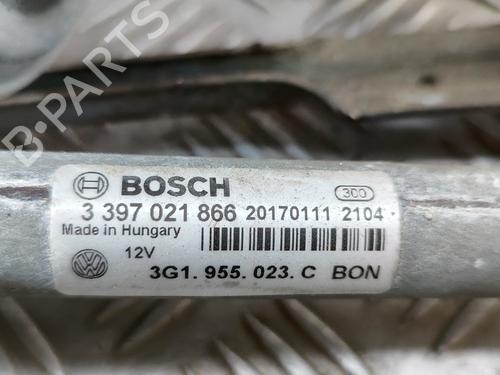 B-PARTS
BOSCH 300
3 397 021 866 20170111 2104
Made in Hungary
12V
3G1. 955. 023. C BON